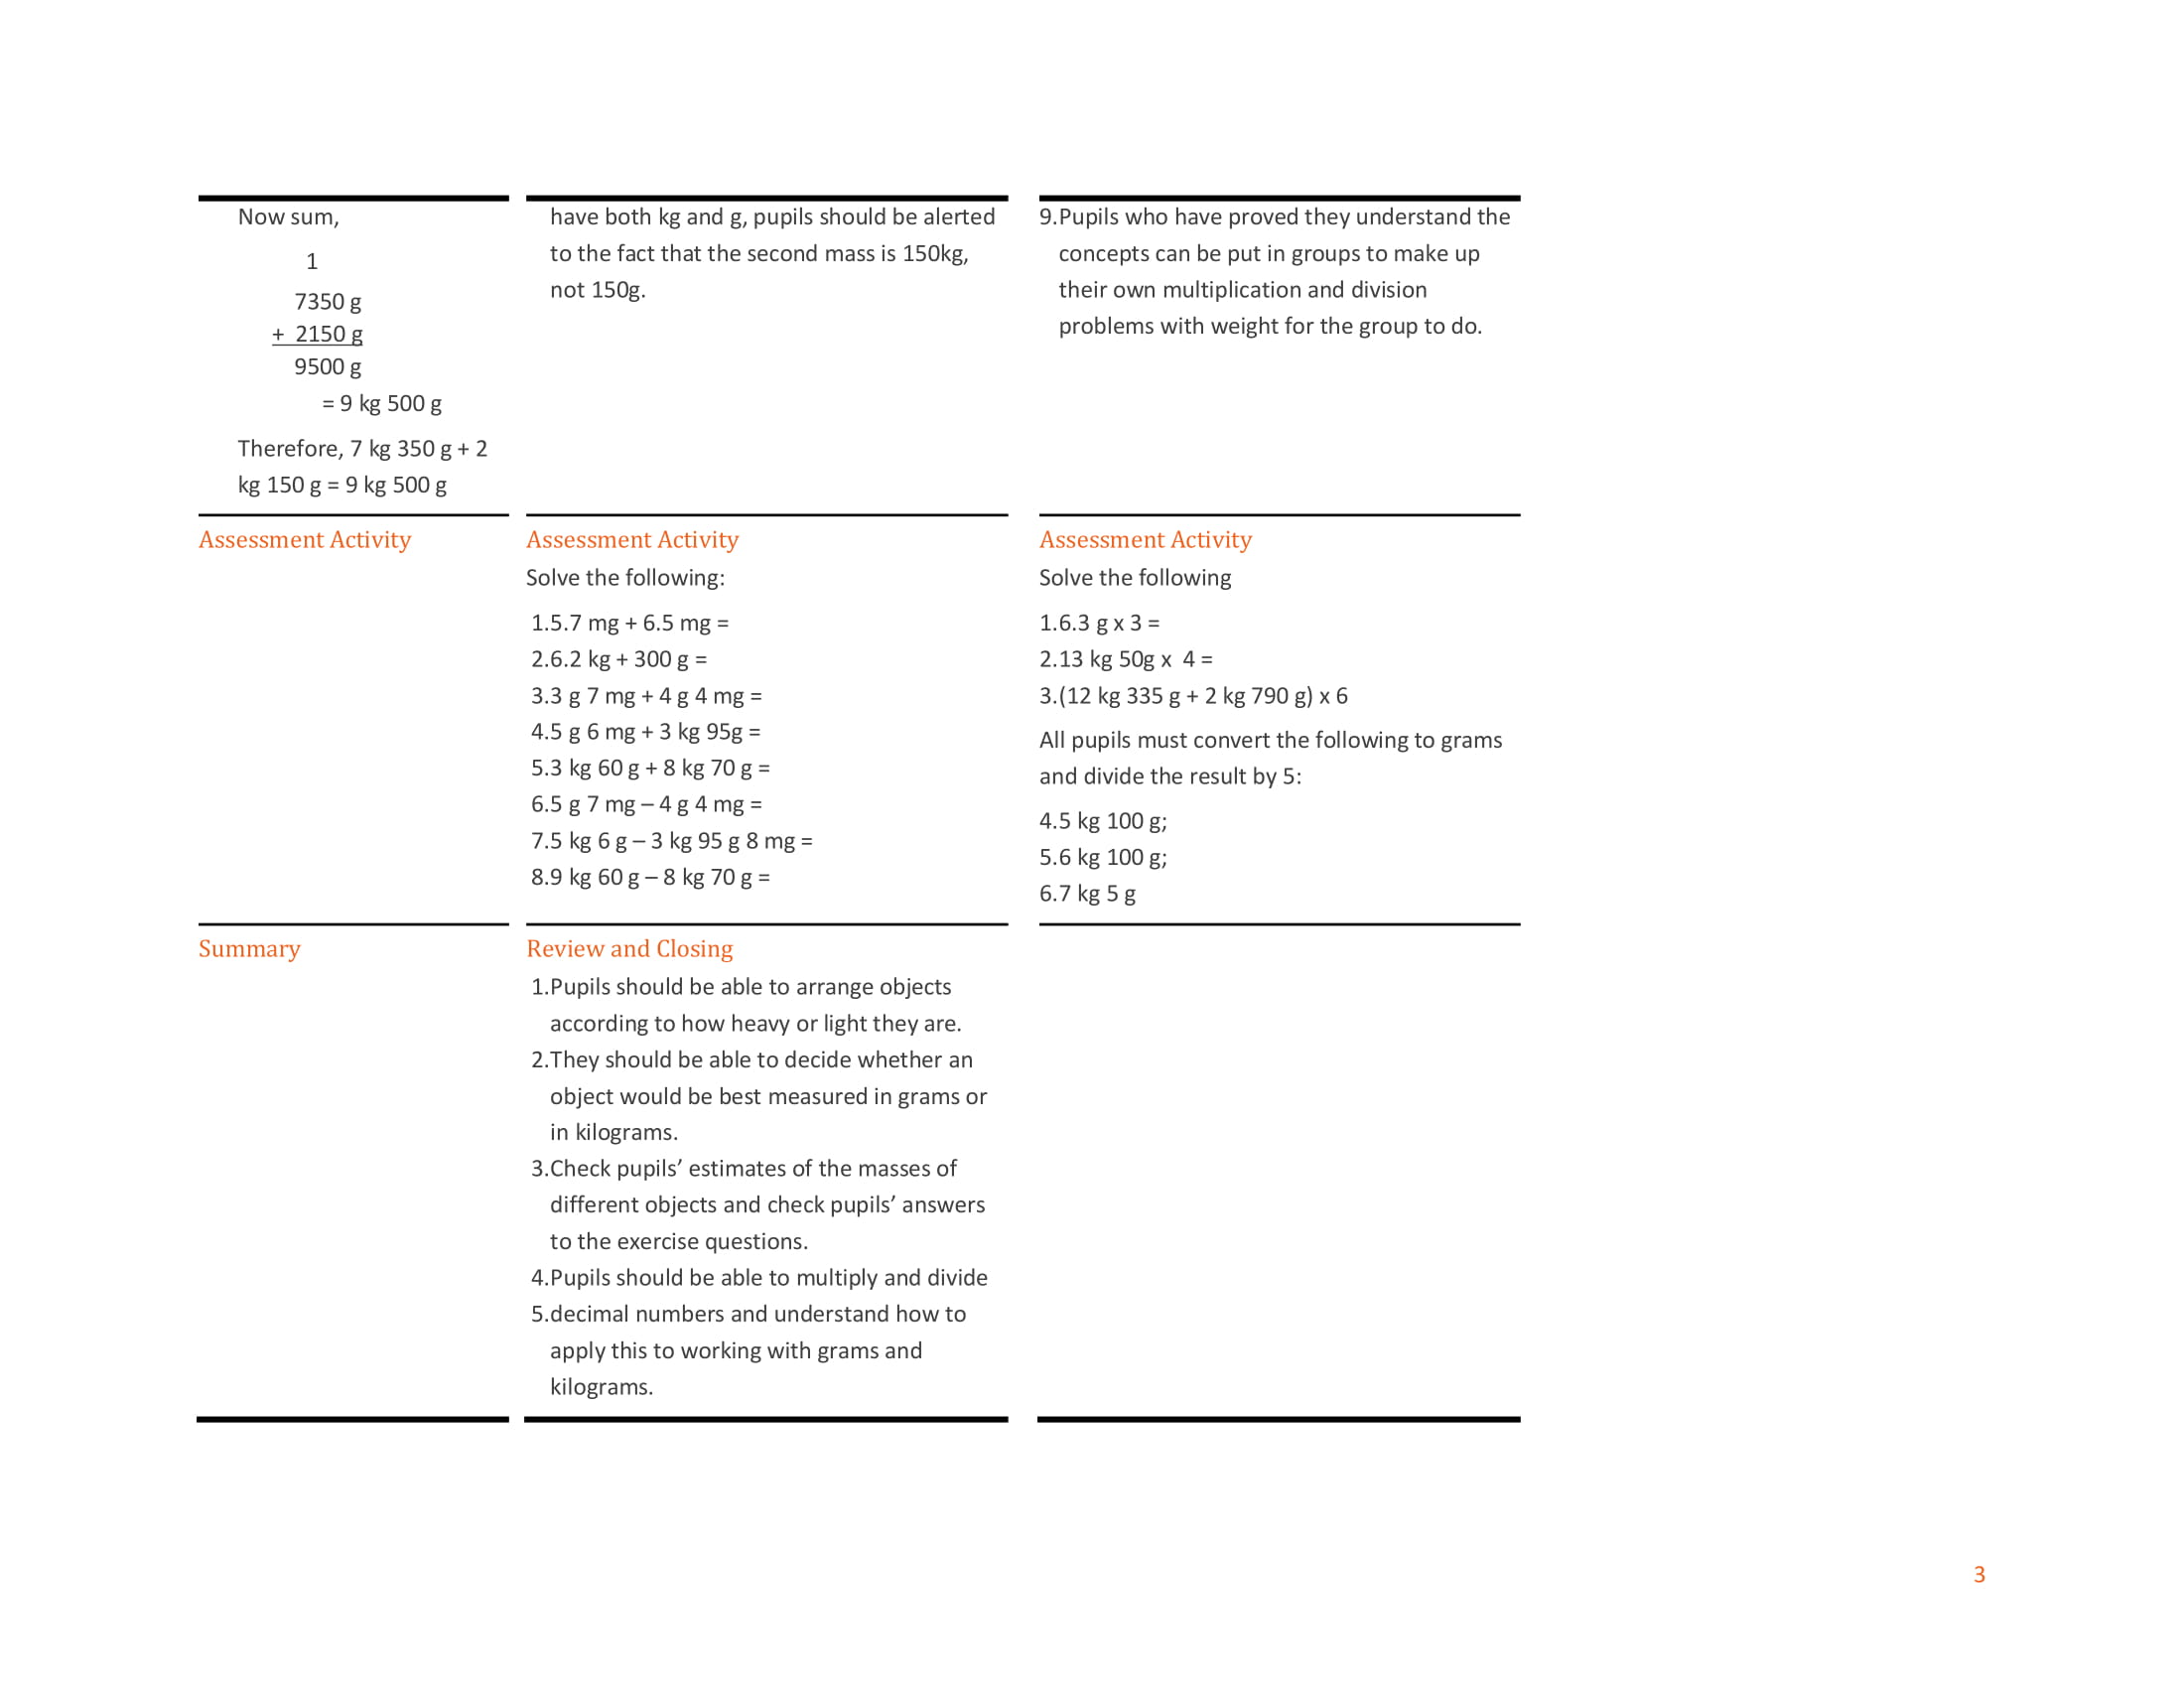 Now sum,
1
7350 g
+  2150 g
9500 g
= 9 kg 500 g
Therefore, 7 kg 350 g + 2
kg 150 g = 9 kg 500 g
have both kg and g, pupils should be alerted
to the fact that the second mass is 150kg,
not 150g.
9.Pupils who have proved they understand the
concepts can be put in groups to make up
their own multiplication and division
problems with weight for the group to do.
Assessment Activity
Assessment Activity
Solve the following:
1.5.7 mg + 6.5 mg =
2.6.2 kg + 300 g =
3.3 g 7 mg + 4 g 4 mg =
4.5 g 6 mg + 3 kg 95g =
5.3 kg 60 g + 8 kg 70 g =
6.5 g 7 mg – 4 g 4 mg =
7.5 kg 6 g – 3 kg 95 g 8 mg =
8.9 kg 60 g – 8 kg 70 g =
Assessment Activity
Solve the following
1.6.3 g x 3 =
2.13 kg 50g x  4 =
3.(12 kg 335 g + 2 kg 790 g) x 6
All pupils must convert the following to grams
and divide the result by 5:
4.5 kg 100 g;
5.6 kg 100 g;
6.7 kg 5 g
Summary
Review and Closing
1.Pupils should be able to arrange objects
according to how heavy or light they are.
2.They should be able to decide whether an
object would be best measured in grams or
in kilograms.
3.Check pupils’ estimates of the masses of
different objects and check pupils’ answers
to the exercise questions.
4.Pupils should be able to multiply and divide
5.decimal numbers and understand how to
apply this to working with grams and
kilograms.
3